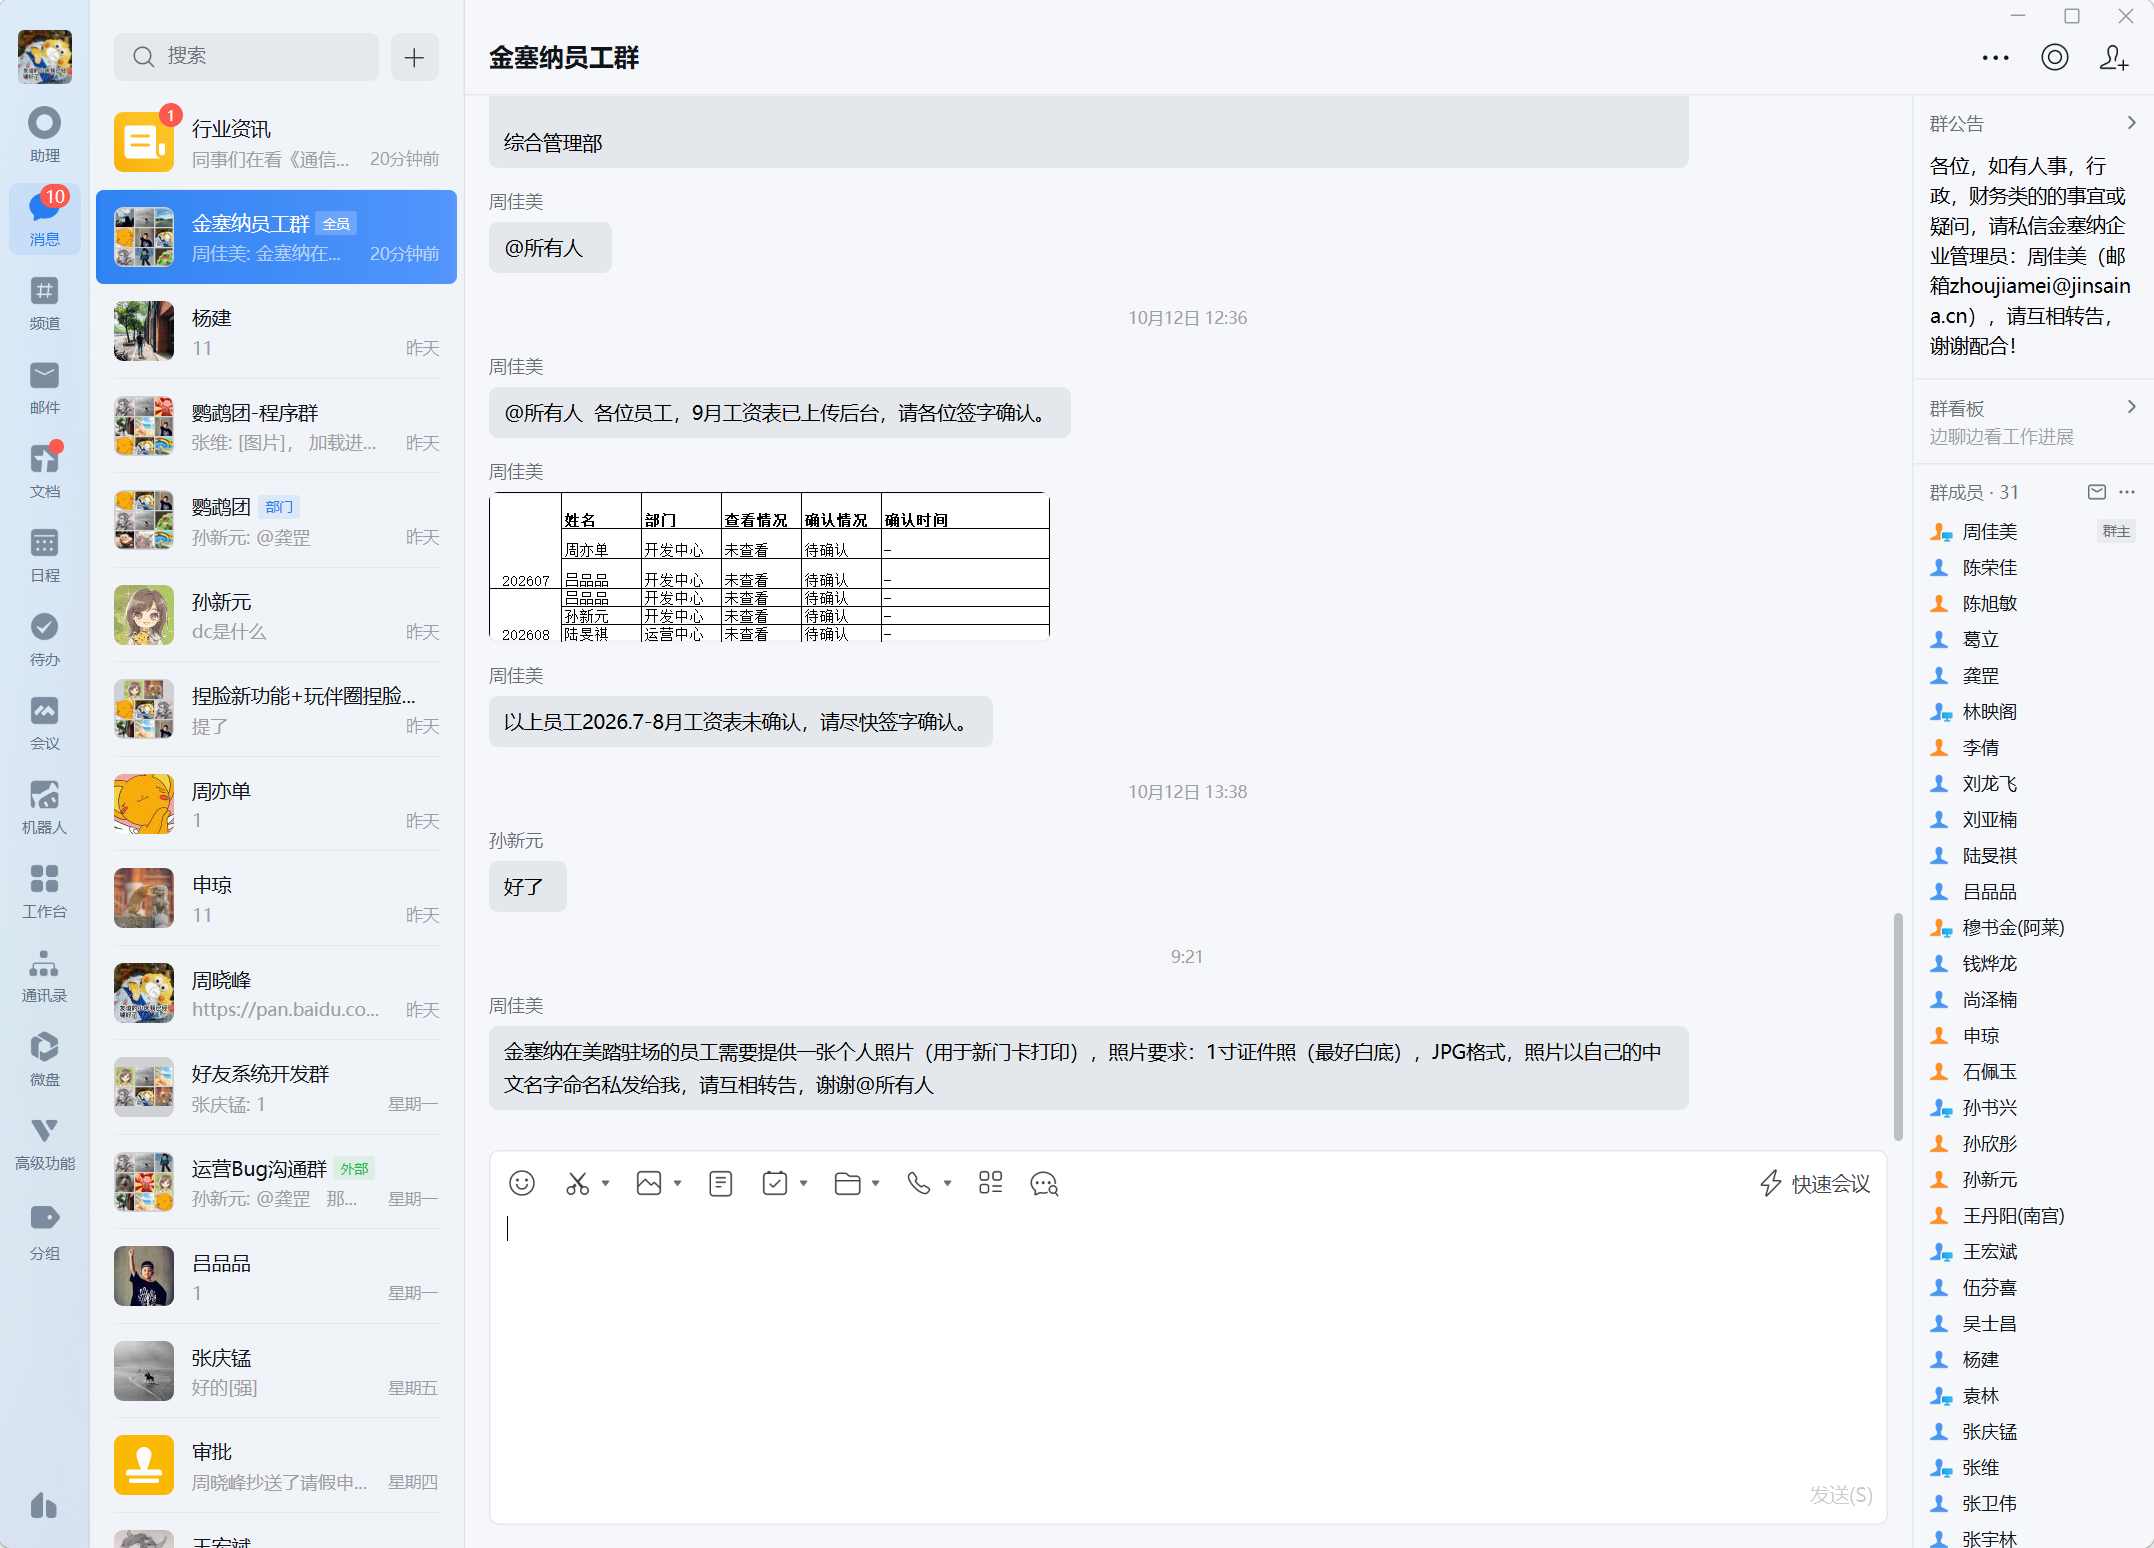 助理
10
消息
频道
邮件
文档
日程
待办
会议
机器人
工作台
通讯录
微盘
高级功能
分组
搜索
1
行业资讯
同事们在看《通信... 20分钟前
金塞纳员工群 全员
周佳美: 金塞纳在... 20分钟前
杨建
11 昨天
鹦鹉团-程序群
张维: [图片]， 加载进... 昨天
鹦鹉团 部门
孙新元: @龚罡 昨天
孙新元
dc是什么 昨天
捏脸新功能+玩伴圈捏脸...
提了 昨天
周亦单
1 昨天
申琼
11 昨天
周晓峰
https://pan.baidu.co... 昨天
好友系统开发群
张庆锰: 1 星期一
运营Bug沟通群 外部
孙新元: @龚罡 那... 星期一
吕品品
1 星期一
张庆锰
好的[强] 星期五
审批
周晓峰抄送了请假申... 星期四
王宏斌
金塞纳员工群
综合管理部
周佳美
@所有人
10月12日 12:36
周佳美
@所有人 各位员工，9月工资表已上传后台，请各位签字确认。
周佳美
姓名 部门 查看情况 确认情况 确认时间
周亦单 开发中心 未查看 待确认 –
202607 吕品品 开发中心 未查看 待确认 –
吕品品 开发中心 未查看 待确认 –
孙新元 开发中心 未查看 待确认 –
202608 陆旻祺 运营中心 未查看 待确认 –
周佳美
以上员工2026.7-8月工资表未确认，请尽快签字确认。
10月12日 13:38
孙新元
好了
9:21
周佳美
金塞纳在美踏驻场的员工需要提供一张个人照片（用于新门卡打印），照片要求：1寸证件照（最好白底），JPG格式，照片以自己的中
文名字命名私发给我，请互相转告，谢谢@所有人
快速会议
发送(S)
群公告
各位，如有人事，行
政，财务类的的事宜或
疑问，请私信金塞纳企
业管理员：周佳美（邮
箱zhoujiamei@jinsain
a.cn），请互相转告，
谢谢配合！
群看板
边聊边看工作进展
群成员 · 31
周佳美 群主
陈荣佳
陈旭敏
葛立
龚罡
林映阁
李倩
刘龙飞
刘亚楠
陆旻祺
吕品品
穆书金(阿莱)
钱烨龙
尚泽楠
申琼
石佩玉
孙书兴
孙欣彤
孙新元
王丹阳(南宫)
王宏斌
伍芬喜
吴士昌
杨建
袁林
张庆锰
张维
张卫伟
张宇林